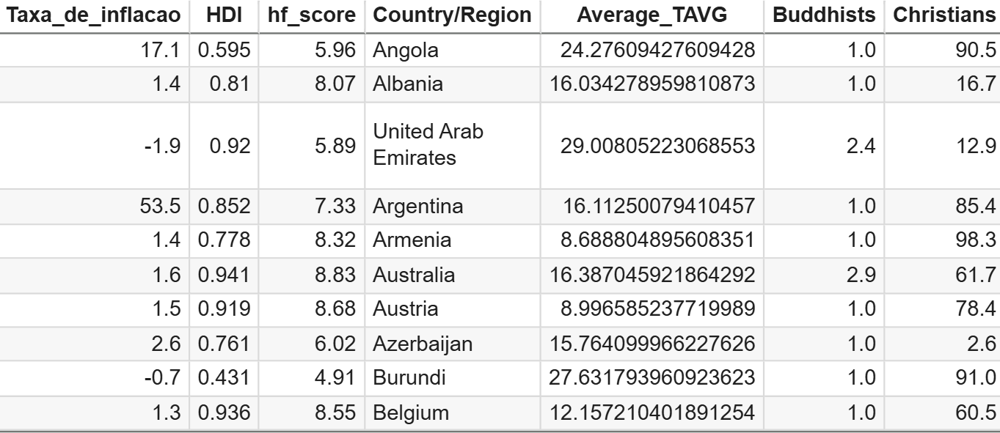 Taxa_de_inflacao HDI hf_score Country/Region Average_TAVG Buddhists Christians
17.1 0.595 5.96 Angola 24.27609427609428 1.0 90.5
1.4 0.81 8.07 Albania 16.034278959810873 1.0 16.7
-1.9 0.92 5.89 United Arab Emirates 29.00805223068553 2.4 12.9
53.5 0.852 7.33 Argentina 16.11250079410457 1.0 85.4
1.4 0.778 8.32 Armenia 8.688804895608351 1.0 98.3
1.6 0.941 8.83 Australia 16.387045921864292 2.9 61.7
1.5 0.919 8.68 Austria 8.996585237719989 1.0 78.4
2.6 0.761 6.02 Azerbaijan 15.764099966227626 1.0 2.6
-0.7 0.431 4.91 Burundi 27.631793960923623 1.0 91.0
1.3 0.936 8.55 Belgium 12.157210401891254 1.0 60.5